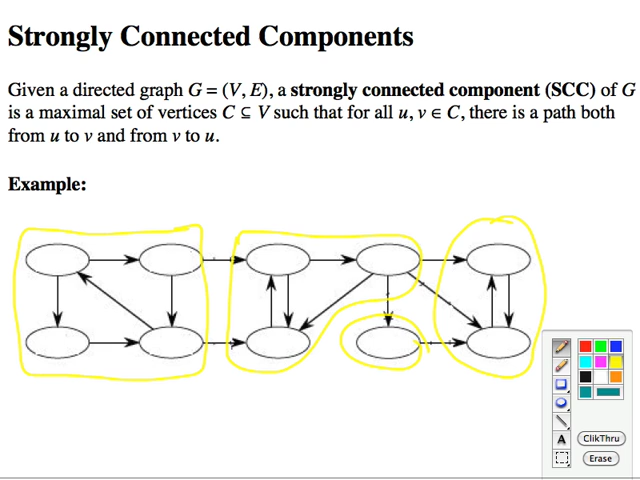 Strongly Connected Components
Given a directed graph G = (V, E), a strongly connected component (SCC) of G
is a maximal set of vertices C ⊆ V such that for all u, v ∈ C, there is a path both
from u to v and from v to u.
Example:
A
ClikThru
Erase